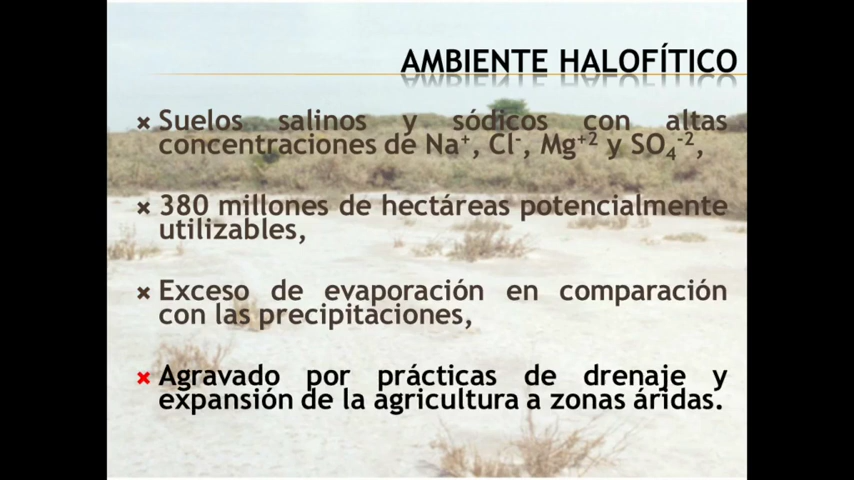 AMBIENTE HALOFÍTICO
Suelos salinos y sódicos con altas
concentraciones de Na⁺, Cl⁻, Mg⁺² y SO₄⁻²,
380 millones de hectáreas potencialmente
utilizables,
Exceso de evaporación en comparación
con las precipitaciones,
Agravado por prácticas de drenaje y
expansión de la agricultura a zonas áridas.